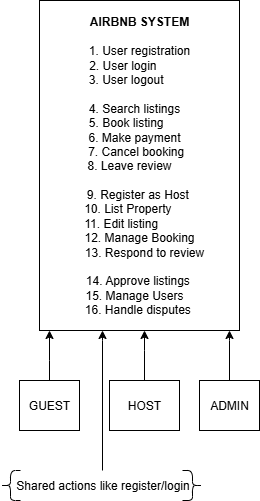 AIRBNB SYSTEM
1. User registration
2. User login
3. User logout
4. Search listings
5. Book listing
6. Make payment
7. Cancel booking
8. Leave review
9. Register as Host
10. List Property
11. Edit listing
12. Manage Booking
13. Respond to review
14. Approve listings
15. Manage Users
16. Handle disputes
GUEST
HOST
ADMIN
Shared actions like register/login